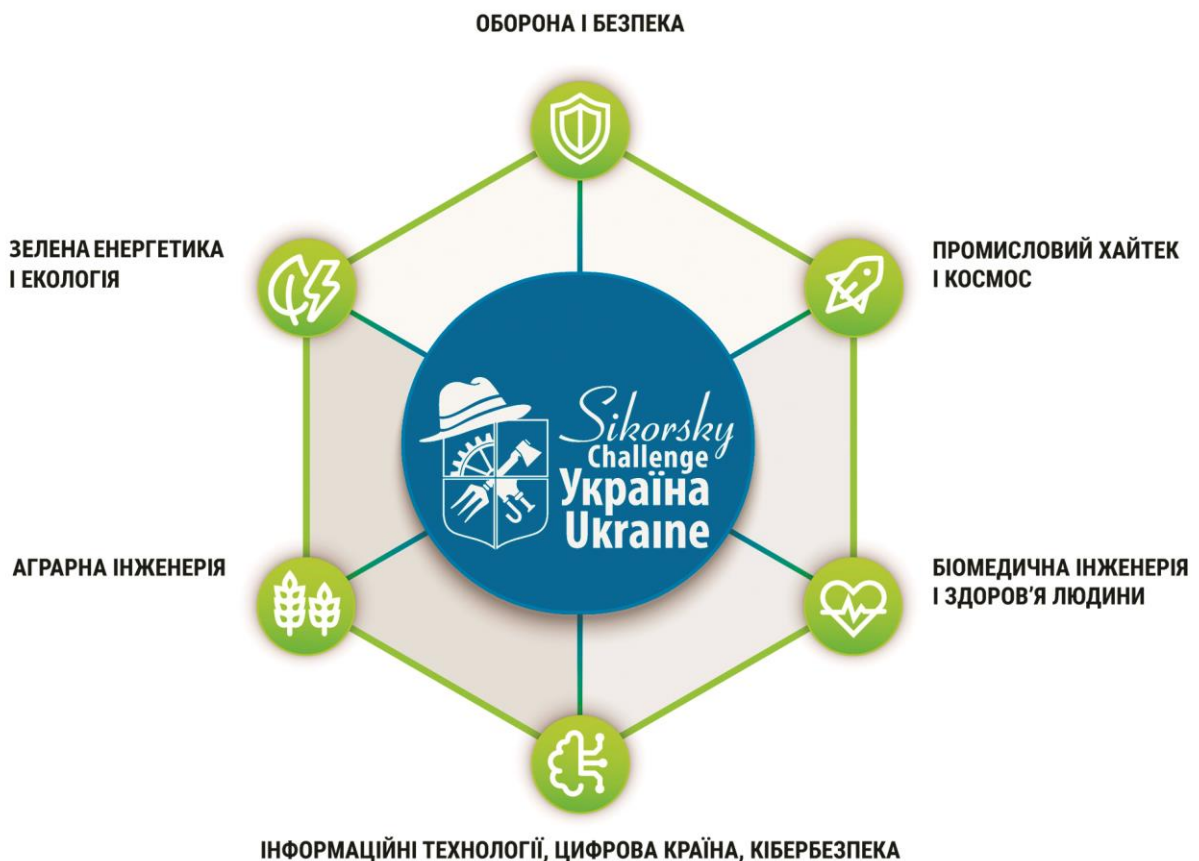 ОБОРОНА І БЕЗПЕКА
ЗЕЛЕНА ЕНЕРГЕТИКА
І ЕКОЛОГІЯ
ПРОМИСЛОВИЙ ХАЙТЕК
І КОСМОС
Sikorsky
Challenge
Україна
Ukraine
АГРАРНА ІНЖЕНЕРІЯ
БІОМЕДИЧНА ІНЖЕНЕРІЯ
І ЗДОРОВ’Я ЛЮДИНИ
ІНФОРМАЦІЙНІ ТЕХНОЛОГІЇ, ЦИФРОВА КРАЇНА, КІБЕРБЕЗПЕКА